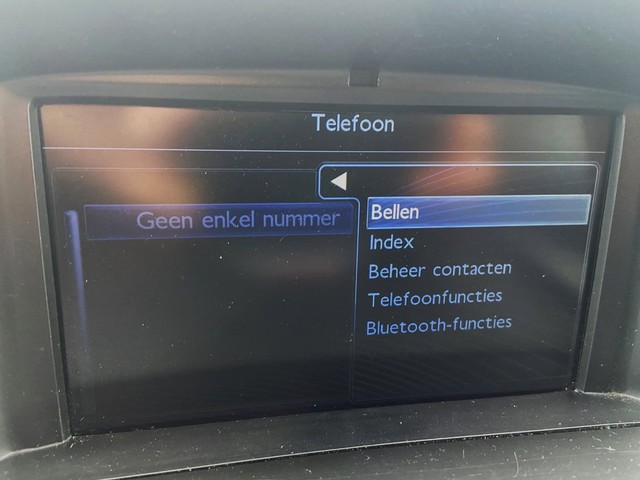 Telefoon
Geen enkel nummer
Bellen
Index
Beheer contacten
Telefoonfuncties
Bluetooth-functies